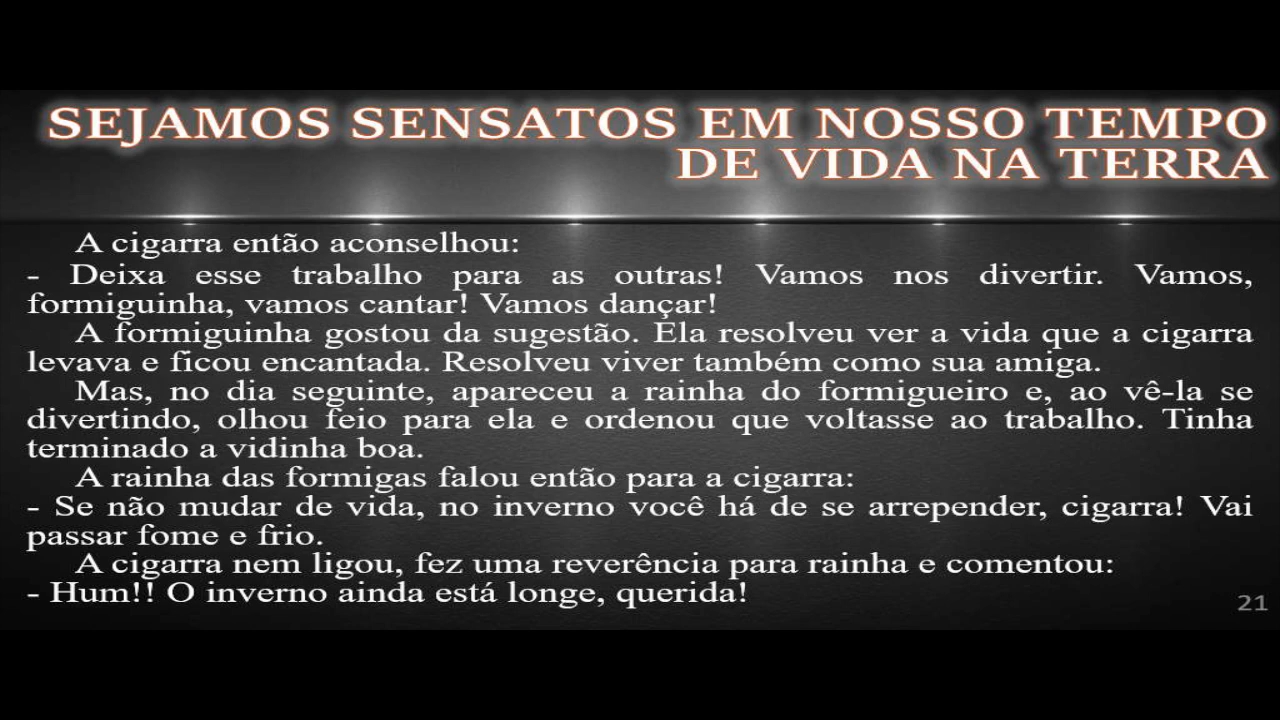 SEJAMOS SENSATOS EM NOSSO TEMPO
DE VIDA NA TERRA
A cigarra então aconselhou:
- Deixa esse trabalho para as outras! Vamos nos divertir. Vamos,
formiguinha, vamos cantar! Vamos dançar!
A formiguinha gostou da sugestão. Ela resolveu ver a vida que a cigarra
levava e ficou encantada. Resolveu viver também como sua amiga.
Mas, no dia seguinte, apareceu a rainha do formigueiro e, ao vê-la se
divertindo, olhou feio para ela e ordenou que voltasse ao trabalho. Tinha
terminado a vidinha boa.
A rainha das formigas falou então para a cigarra:
- Se não mudar de vida, no inverno você há de se arrepender, cigarra! Vai
passar fome e frio.
A cigarra nem ligou, fez uma reverência para rainha e comentou:
- Hum!! O inverno ainda está longe, querida!
21